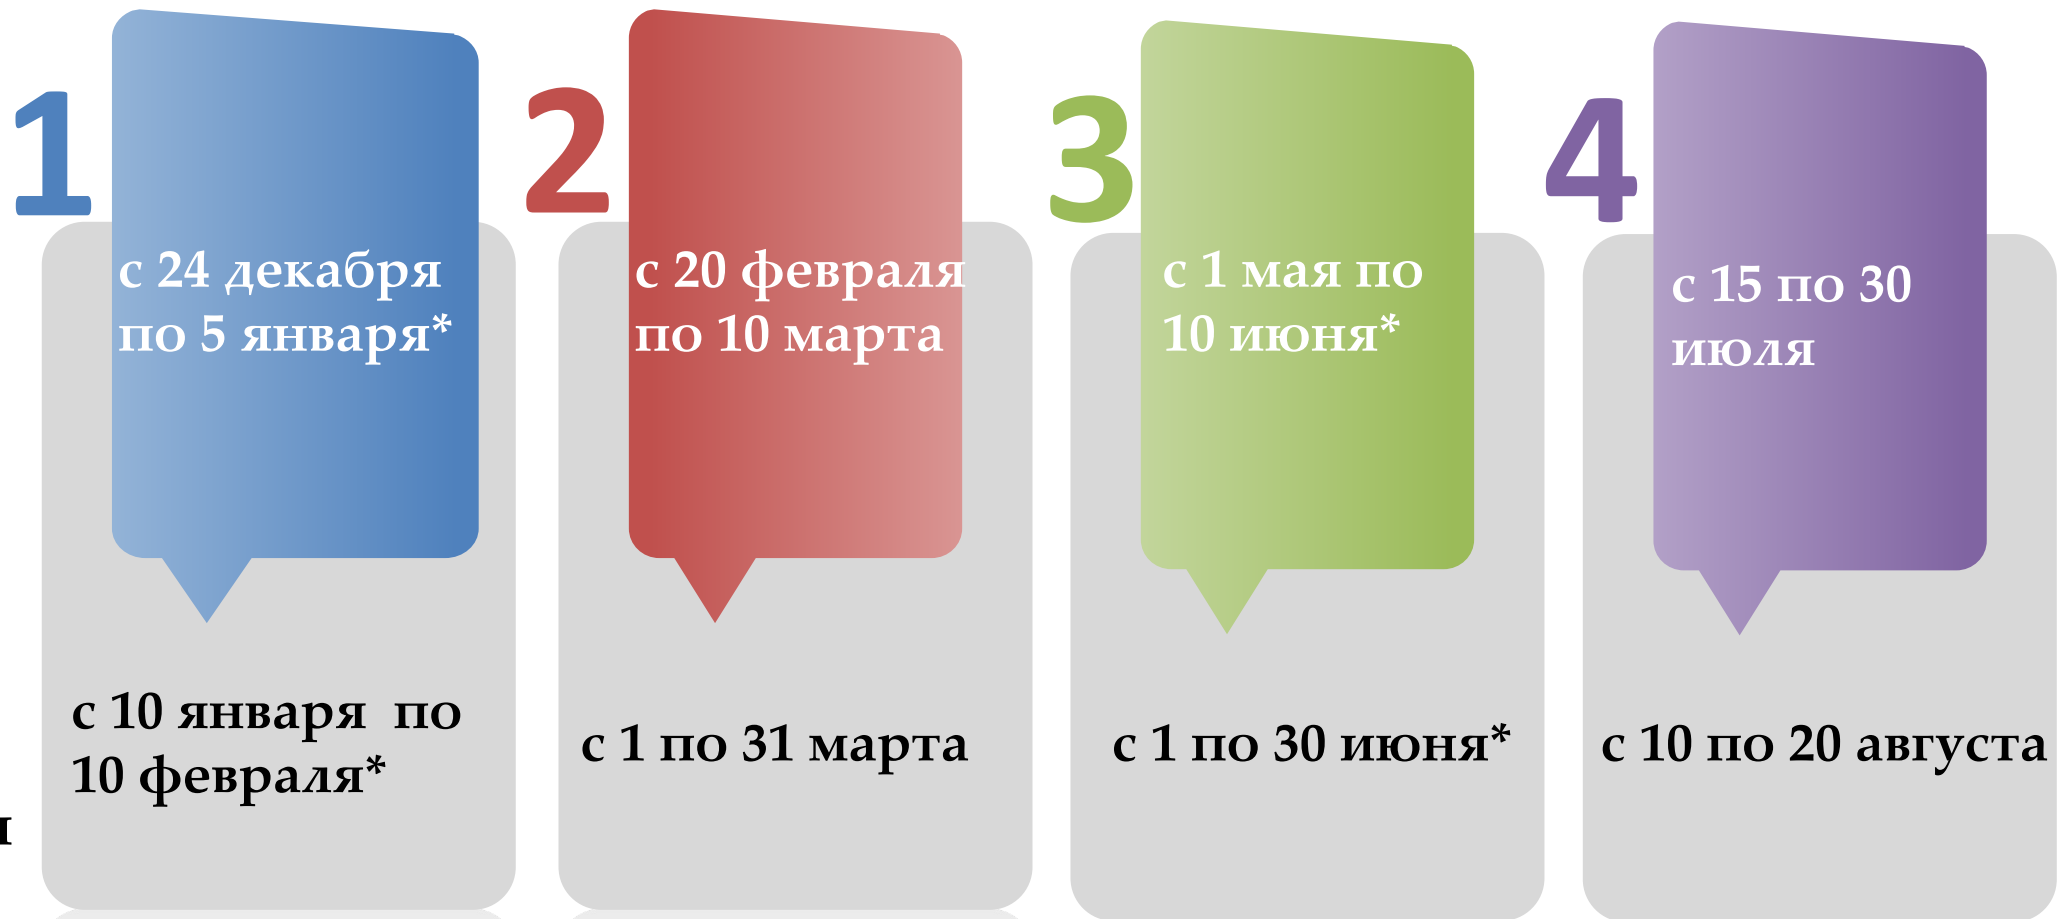 1
с 24 декабря
по 5 января*
с 10 января по
10 февраля*
2
с 20 февраля
по 10 марта
с 1 по 31 марта
3
с 1 мая по
10 июня*
с 1 по 30 июня*
4
с 15 по 30
июля
с 10 по 20 августа